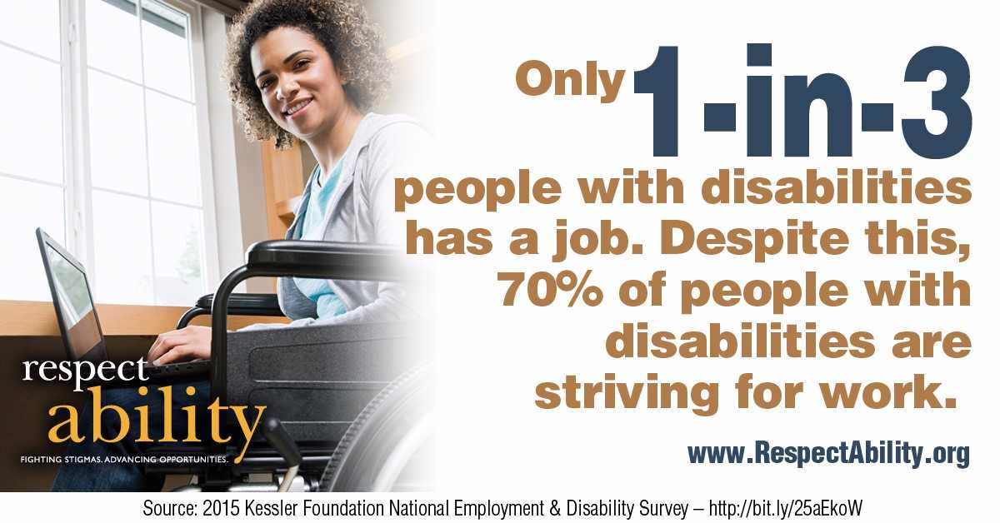 Only 1-in-3
people with disabilities
has a job. Despite this,
70% of people with
disabilities are
striving for work.
www.RespectAbility.org
respect
ability
FIGHTING STIGMAS. ADVANCING OPPORTUNITIES.
Source: 2015 Kessler Foundation National Employment & Disability Survey – http://bit.ly/25aEkoW